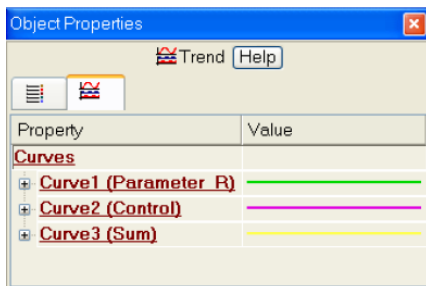 Object Properties
Trend Help
Property Value
Curves
Curve1 (Parameter_R)
Curve2 (Control)
Curve3 (Sum)